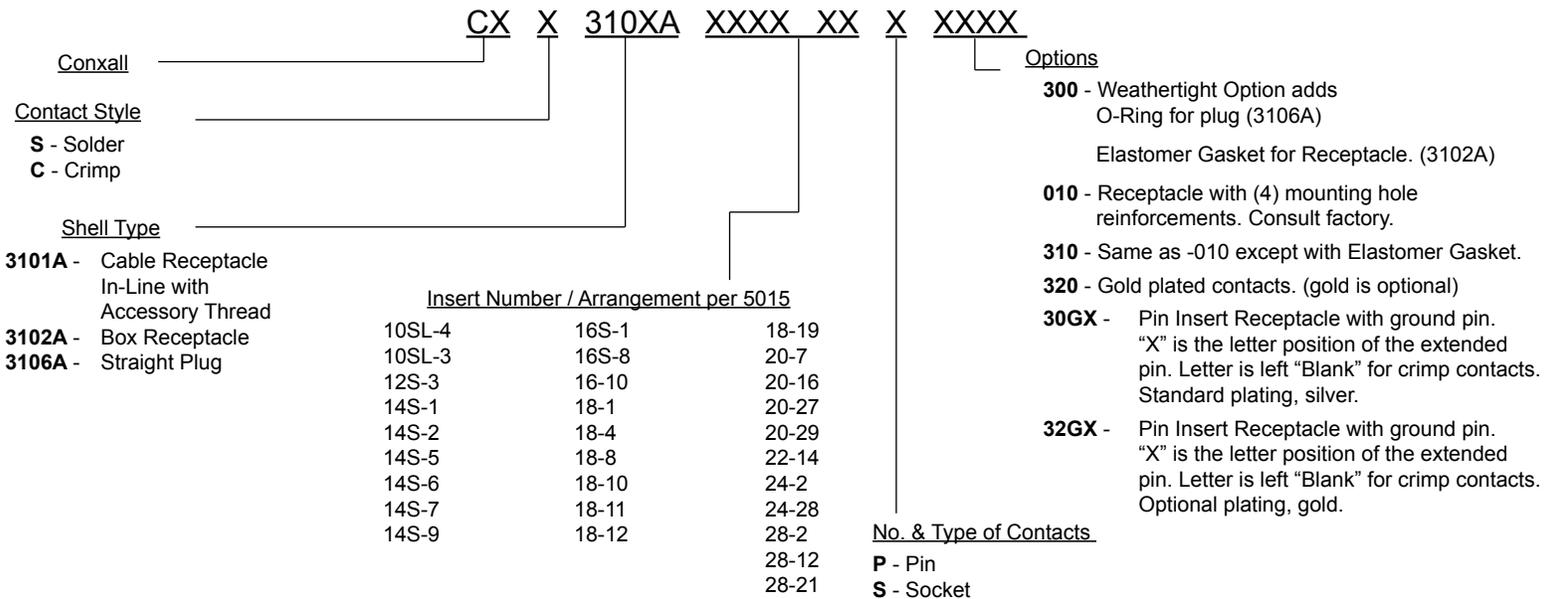 CX X 310XA XXXX XX X XXXX
Conxall
Contact Style
S - Solder
C - Crimp
Shell Type
3101A - Cable Receptacle
In-Line with
Accessory Thread
3102A - Box Receptacle
3106A - Straight Plug
Insert Number / Arrangement per 5015
10SL-4 16S-1 18-19
10SL-3 16S-8 20-7
12S-3 16-10 20-16
14S-1 18-1 20-27
14S-2 18-4 20-29
14S-5 18-8 22-14
14S-6 18-10 24-2
14S-7 18-11 24-28
14S-9 18-12 28-2
28-12
28-21
No. & Type of Contacts
P - Pin
S - Socket
Options
300 - Weathertight Option adds
O-Ring for plug (3106A)
Elastomer Gasket for Receptacle. (3102A)
010 - Receptacle with (4) mounting hole
reinforcements. Consult factory.
310 - Same as -010 except with Elastomer Gasket.
320 - Gold plated contacts. (gold is optional)
30GX - Pin Insert Receptacle with ground pin.
“X” is the letter position of the extended
pin. Letter is left “Blank” for crimp contacts.
Standard plating, silver.
32GX - Pin Insert Receptacle with ground pin.
“X” is the letter position of the extended
pin. Letter is left “Blank” for crimp contacts.
Optional plating, gold.